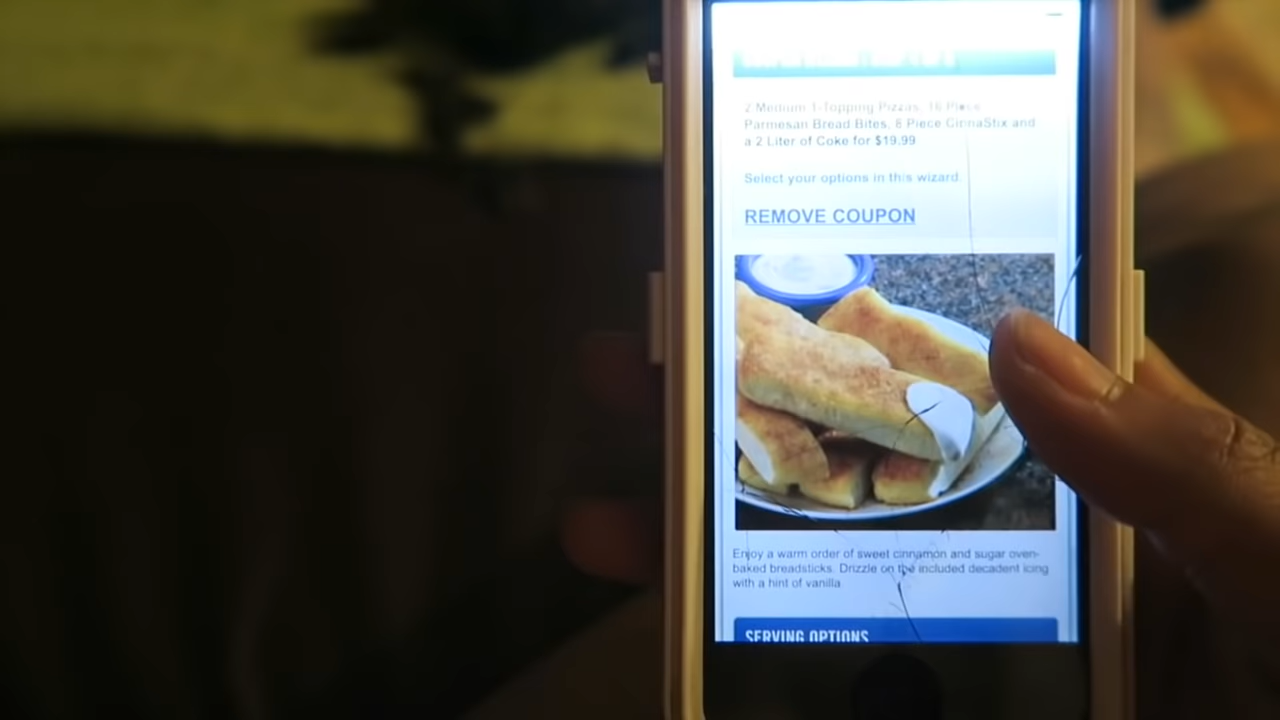 2 Medium 1-Topping Pizzas, 16 Piece
Parmesan Bread Bites, 8 Piece CinnaStix and
a 2 Liter of Coke for $19.99
Select your options in this wizard.
REMOVE COUPON
Enjoy a warm order of sweet cinnamon and sugar oven-
baked breadsticks. Drizzle on the included decadent icing
with a hint of vanilla
SERVING OPTIONS